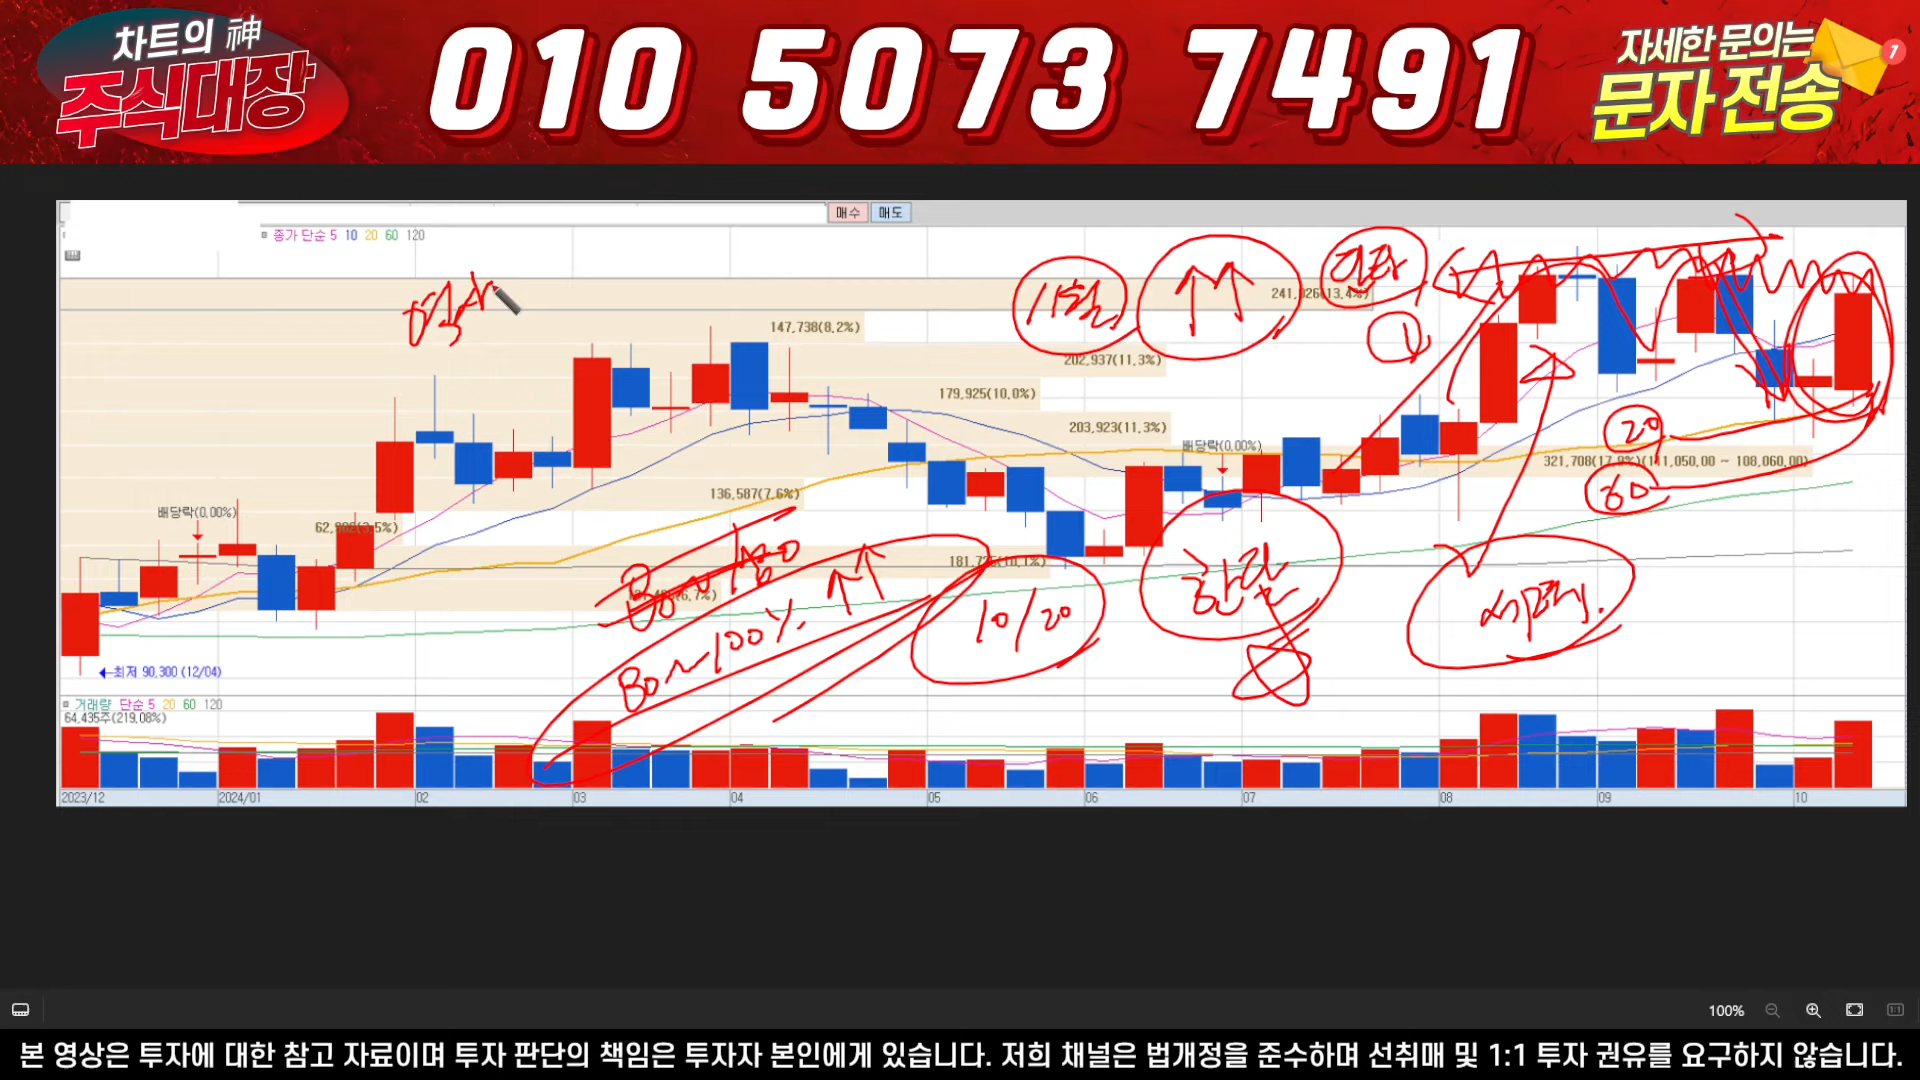 차트의 神
주식대장
010 5073 7491
자세한 문의는
문자 전송
1
매수 매도
종가 단순 5 10 20 60 120
241,026(13.4%)
147,738(8.2%)
202,937(11.3%)
179,925(10.0%)
203,923(11.3%)
배당락(0.00%)
321,708(17.9%)(111,050.00 ~ 108,060.00)
136,587(7.6%)
배당락(0.00%)
181,725(10.1%)
←최저 90,300 (12/04)
11월
①
20
60
10/20
80~100%
거래량 단순 5 20 60 120
64,435주(219.08%)
2023/12 2024/01 02 03 04 05 06 07 08 09 10
100%
1:1
본 영상은 투자에 대한 참고 자료이며 투자 판단의 책임은 투자자 본인에게 있습니다. 저희 채널은 법개정을 준수하며 선취매 및 1:1 투자 권유를 요구하지 않습니다.